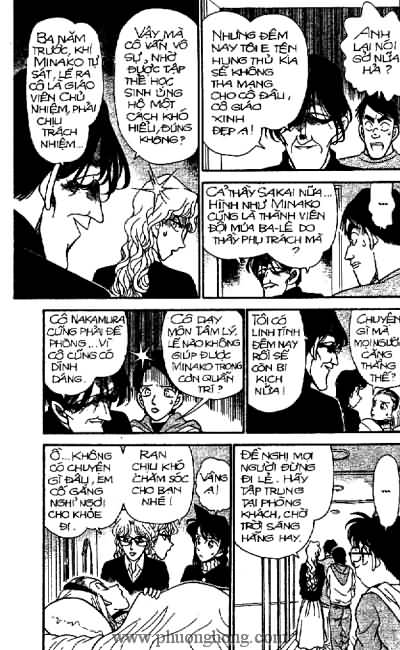 ANH
LẠI NÓI
GỞ NỮA
HẢ?
NHƯNG ĐÊM
NAY TÔI E TÊN
HUNG THỦ KIA
SẼ KHÔNG
THA MẠNG
CHO CÔ ĐÂU,
CÔ GIÁO
XINH
ĐẸP Ạ!
VẬY MÀ
CÔ VẪN VÔ
SỰ, NHỜ
ĐƯỢC TẬP
THỂ HỌC
SINH ỦNG
HỘ MỘT
CÁCH KHÓ
HIỂU, ĐÚNG
KHÔNG?
BA NĂM
TRƯỚC, KHI
MINAKO TỰ
SÁT, LẼ RA
CÔ LÀ GIÁO
VIÊN CHỦ
NHIỆM, PHẢI
CHỊU
TRÁCH
NHIỆM...
...
CẢ THẦY SAKAI NỮA...
HÌNH NHƯ MINAKO
CŨNG LÀ THÀNH VIÊN
ĐỘI MÚA BA-LÊ DO
THẦY PHỤ TRÁCH MÀ
?
CHUYỆN
GÌ MÀ
MỌI NGƯỜI
CĂNG
THẲNG
THẾ?
TÔI CÓ
LINH TÍNH
ĐÊM NAY
RỒI SẼ
CÒN BI
KỊCH
NỮA!
CÔ DẠY
MÔN TÂM LÝ,
LẼ NÀO KHÔNG
GIÚP ĐƯỢC
MINAKO TRONG
CƠN QUẪN
TRÍ?
CÔ NAKAMURA
CŨNG PHẢI ĐỀ
PHÒNG... VÌ
CÔ CŨNG CÓ
DÍNH
DÁNG.
ĐỀ NGHỊ MỌI
NGƯỜI ĐỪNG
ĐI LẺ. HÃY
TẬP TRUNG
TẠI PHÒNG
KHÁCH, CHỜ
TRỜI SÁNG
HẴNG HAY.
VÂNG
Ạ!
RAN
CHỊU KHÓ
CHĂM SÓC
CHO BẠN
NHÉ!
Ồ... KHÔNG
CÓ CHUYỆN
GÌ ĐÂU, EM
CỐ GẮNG
NGHỈ NGƠI
CHO KHỎE
ĐI.
www.phuonghong.com